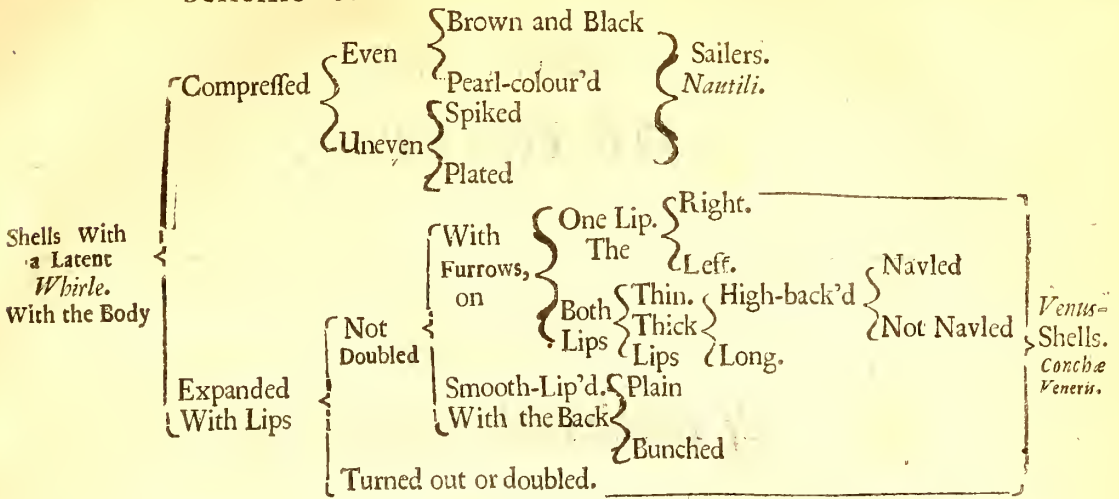 Brown and Black
Even
Sailers.
Compreſſed
Pearl-colour'd
Nautili.
Spiked
Uneven
Plated
Shells With
a Latent
Whirle.
With the Body
With
Furrows,
on
One Lip.
The
Right.
Left.
Both
Lips
Thin.
Thick
Lips
High-back'd
Long.
Navled
Not Navled
Venus-
Shells.
Conchæ
Veneris.
Not
Doubled
Expanded
With Lips
Smooth-Lip'd.
With the Back
Plain
Bunched
Turned out or doubled.